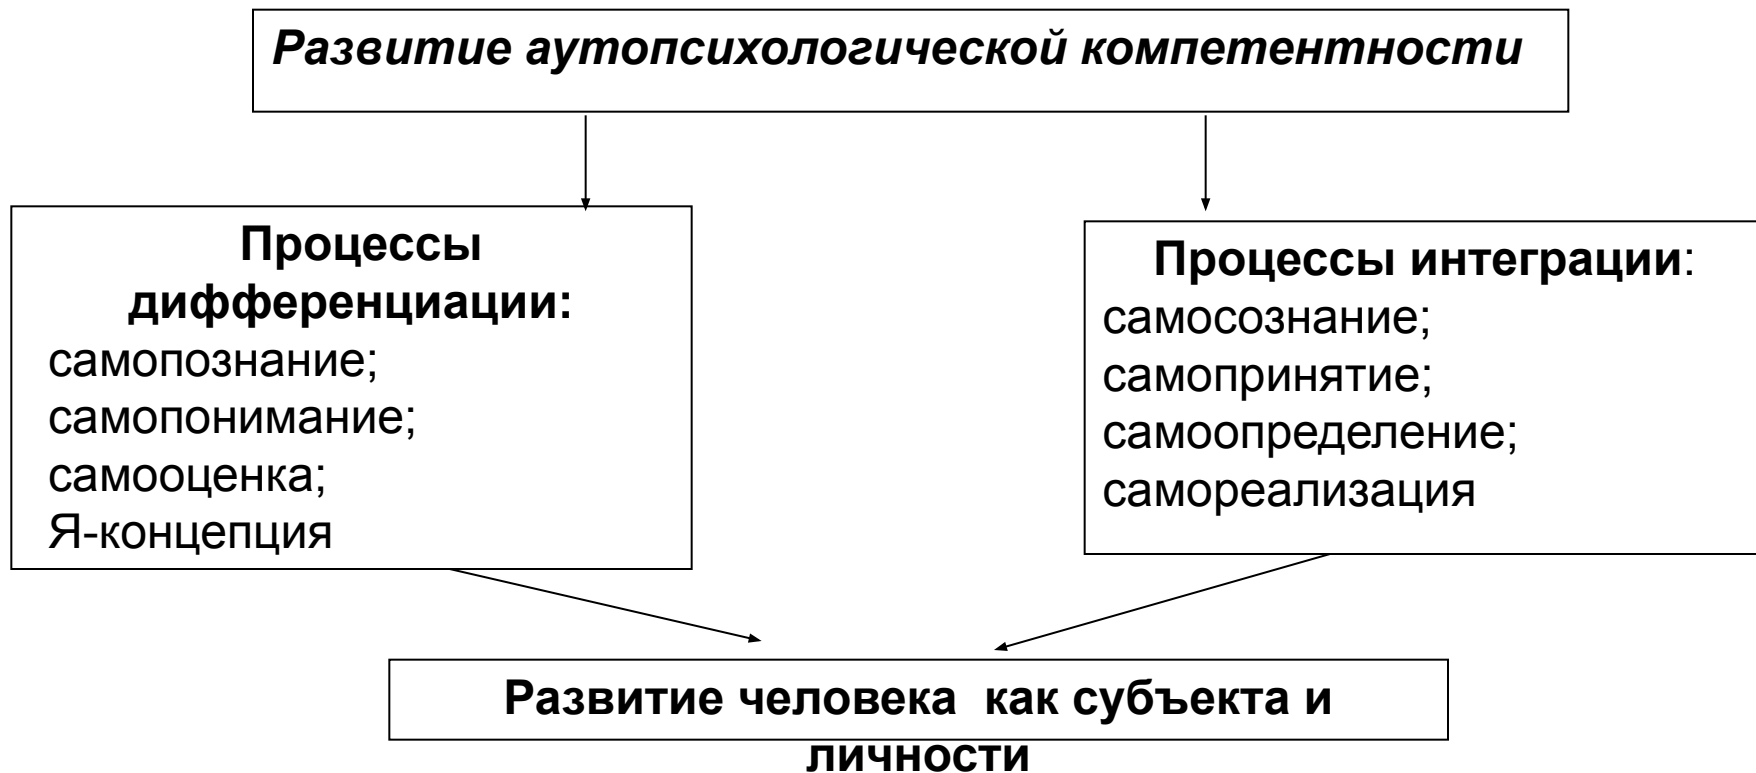 Развитие аутопсихологической компетентности
Процессы
дифференциации:
самопознание;
самопонимание;
самооценка;
Я-концепция
Процессы интеграции:
самосознание;
самопринятие;
самоопределение;
самореализация
Развитие человека как субъекта и
личности